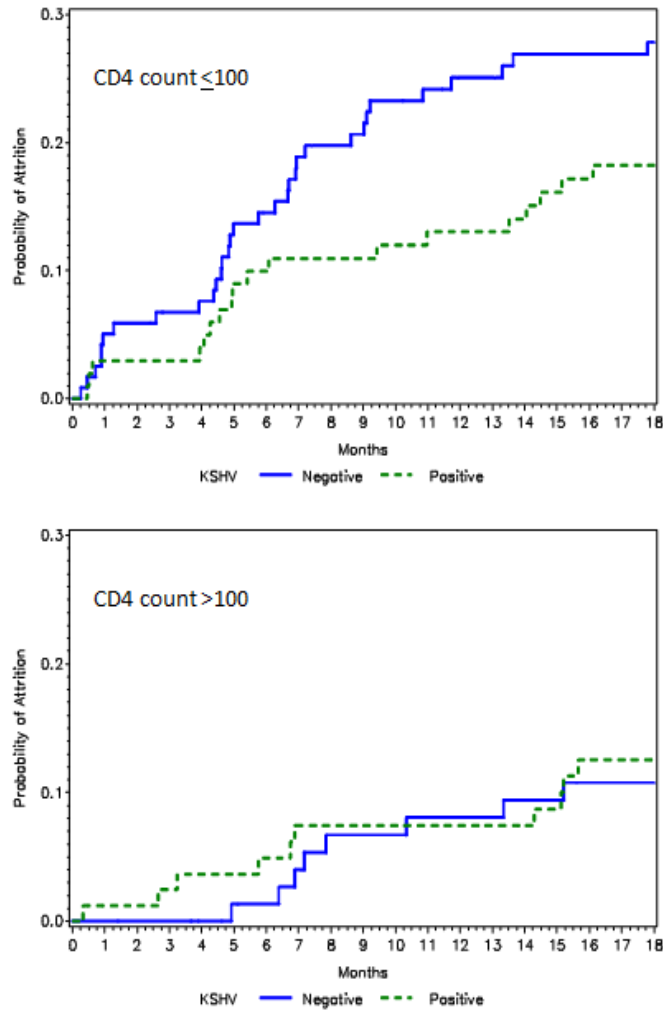 0.3
CD4 count ≤100
0.2
Probability of Attrition
0.1
0.0
0 1 2 3 4 5 6 7 8 9 10 11 12 13 14 15 16 17 18
Months
KSHV Negative Positive
0.3
CD4 count >100
0.2
Probability of Attrition
0.1
0.0
0 1 2 3 4 5 6 7 8 9 10 11 12 13 14 15 16 17 18
Months
KSHV Negative Positive